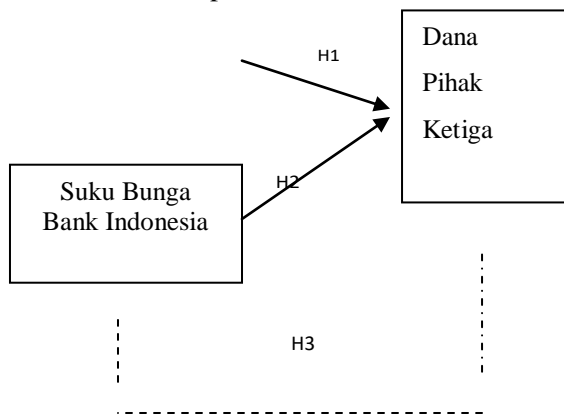 H1
Dana
Pihak
Ketiga
Suku Bunga
Bank Indonesia
H2
H3